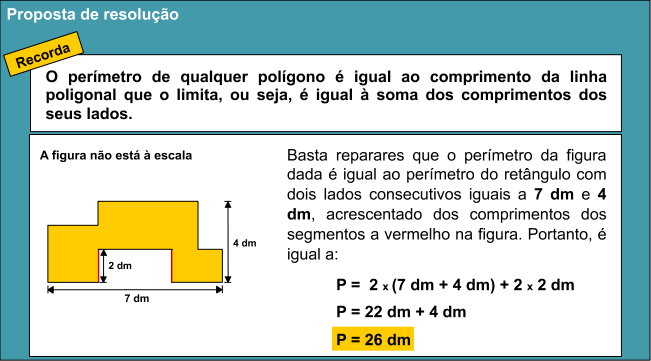 Proposta de resolução
Recorda
O perímetro de qualquer polígono é igual ao comprimento da linha
poligonal que o limita, ou seja, é igual à soma dos comprimentos dos
seus lados.
A figura não está à escala
4 dm
2 dm
7 dm
Basta reparares que o perímetro da figura
dada é igual ao perímetro do retângulo com
dois lados consecutivos iguais a 7 dm e 4
dm, acrescentado dos comprimentos dos
segmentos a vermelho na figura. Portanto, é
igual a:
P = 2 x (7 dm + 4 dm) + 2 x 2 dm
P = 22 dm + 4 dm
P = 26 dm